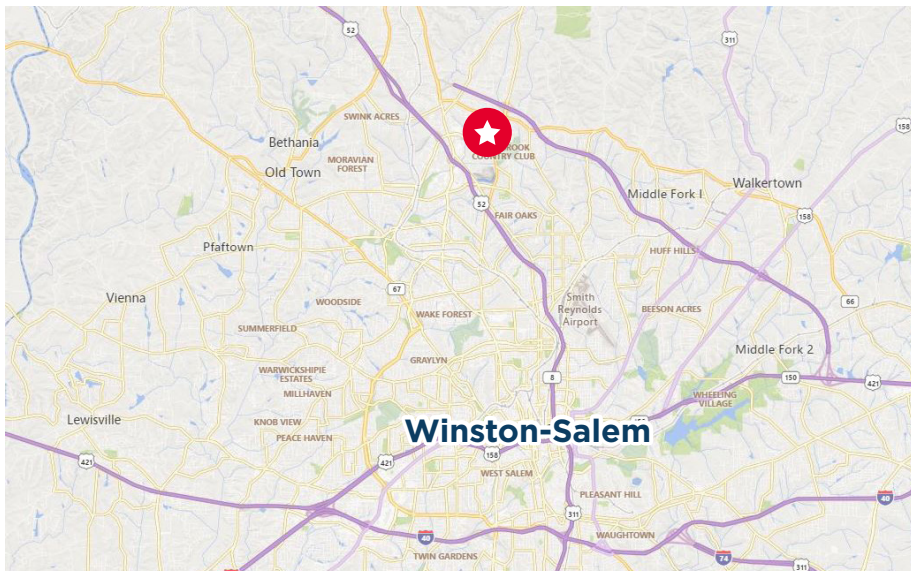 52
311
158
SWINK ACRES
Bethania
ROOK
COUNTRY CLUB
MORAVIAN
FOREST
Old Town
Middle Fork 1
Walkertown
52
158
FAIR OAKS
Pfaftown
HUFF HILLS
67
Vienna
WOODSIDE
Smith
Reynolds
Airport
66
WAKE FOREST
BEESON ACRES
SUMMERFIELD
GRAYLYN
Middle Fork 2
WARWICKSHIPIE
ESTATES
8
150
421
MILLHAVEN
WHEELING
VILLAGE
Lewisville
KNOB VIEW
PEACE HAVEN
Winston-Salem
421
421
158
WEST SALEM
PLEASANT HILL
311
40
40
WAUGHTOWN
TWIN GARDENS
74